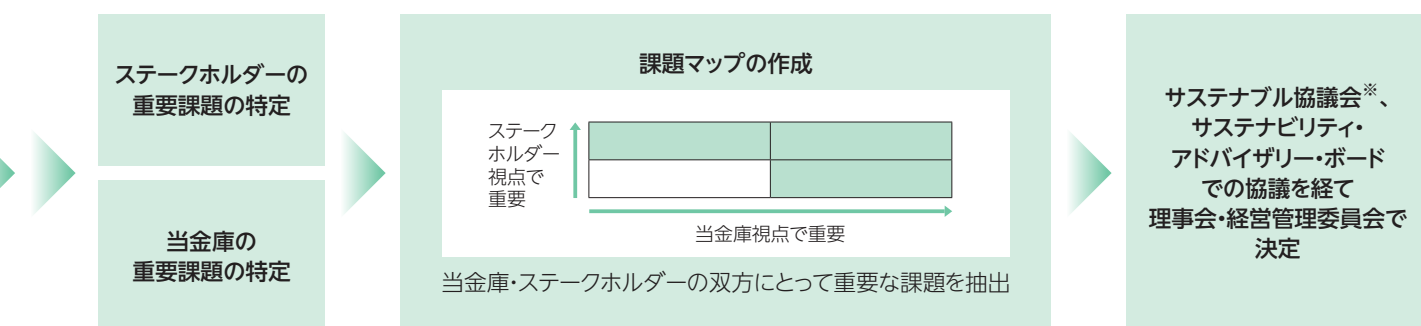 ステークホルダーの
重要課題の特定
当金庫の
重要課題の特定
課題マップの作成
ステーク
ホルダー
視点で
重要
当金庫視点で重要
当金庫・ステークホルダーの双方にとって重要な課題を抽出
サステナブル協議会※、
サステナビリティ・
アドバイザリー・ボード
での協議を経て
理事会・経営管理委員会で
決定